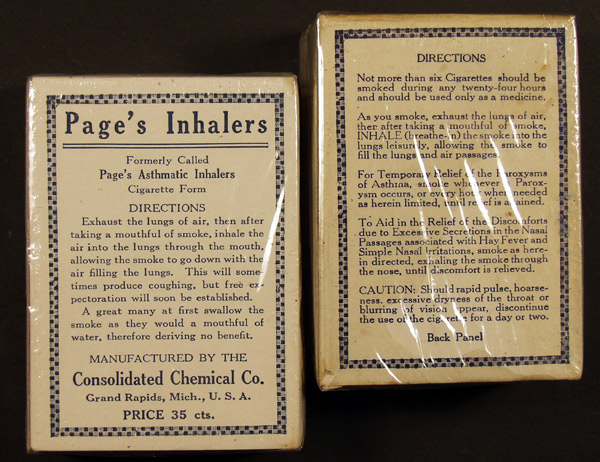 Page's Inhalers
Formerly Called
Page's Asthmatic Inhalers
Cigarette Form
DIRECTIONS
Exhaust the lungs of air, then after
taking a mouthful of smoke, inhale the
air into the lungs through the mouth,
allowing the smoke to go down with the
air filling the lungs. This will some-
times produce coughing, but free ex-
pectoration will soon be established.
A great many at first swallow the
smoke as they would a mouthful of
water, therefore deriving no benefit.
MANUFACTURED BY THE
Consolidated Chemical Co.
Grand Rapids, Mich., U. S. A.
PRICE 35 cts.
DIRECTIONS
Not more than six Cigarettes should be
smoked during any twenty-four hours
and should be used only as a medicine.
As you smoke, exhaust the lungs of air,
then after taking a mouthful of smoke,
INHALE (breathe-in) the smoke into the
lungs leisurely, allowing the smoke to
fill the lungs and air passages.
For Temporary Relief of the Paroxysms
of Asthma, smoke whenever a Parox-
ysm occurs, or every hour when needed
as herein limited, until relief is attained.
To Aid in the Relief of the Discomforts
due to Excessive Secretions in the Nasal
Passages associated with Hay Fever and
Simple Nasal Irritations, smoke as here-
in directed, exhaling the smoke through
the nose, until discomfort is relieved.
CAUTION: Should rapid pulse, hoarse-
ness, excessive dryness of the throat or
blurring of vision appear, discontinue
the use of the cigarette for a day or two.
Back Panel